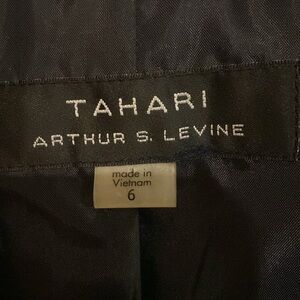 TAHARI
ARTHUR S. LEVINE
made in
Vietnam
6